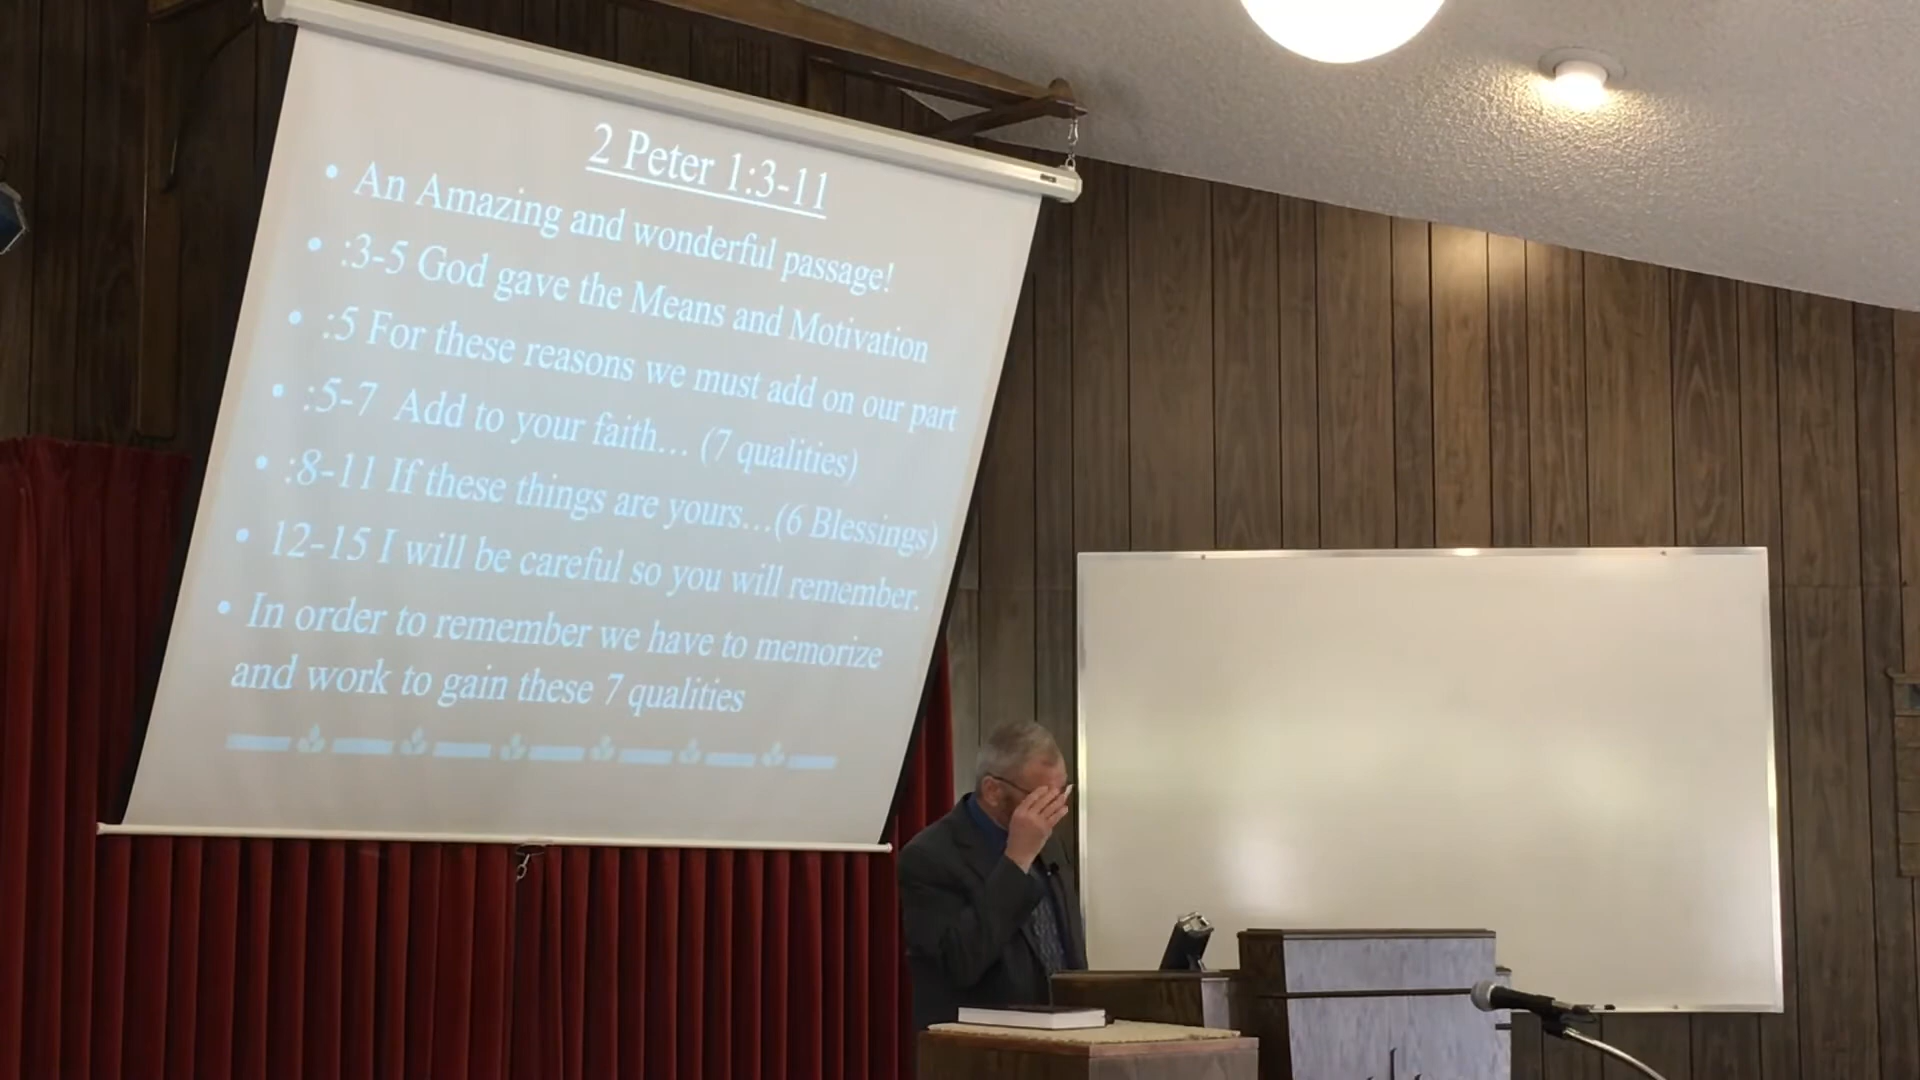 2 Peter 1:3-11
• An Amazing and wonderful passage!
• :3-5 God gave the Means and Motivation
• :5 For these reasons we must add on our part
• :5-7 Add to your faith... (7 qualities)
• :8-11 If these things are yours...(6 Blessings)
• 12-15 I will be careful so you will remember.
• In order to remember we have to memorize
and work to gain these 7 qualities